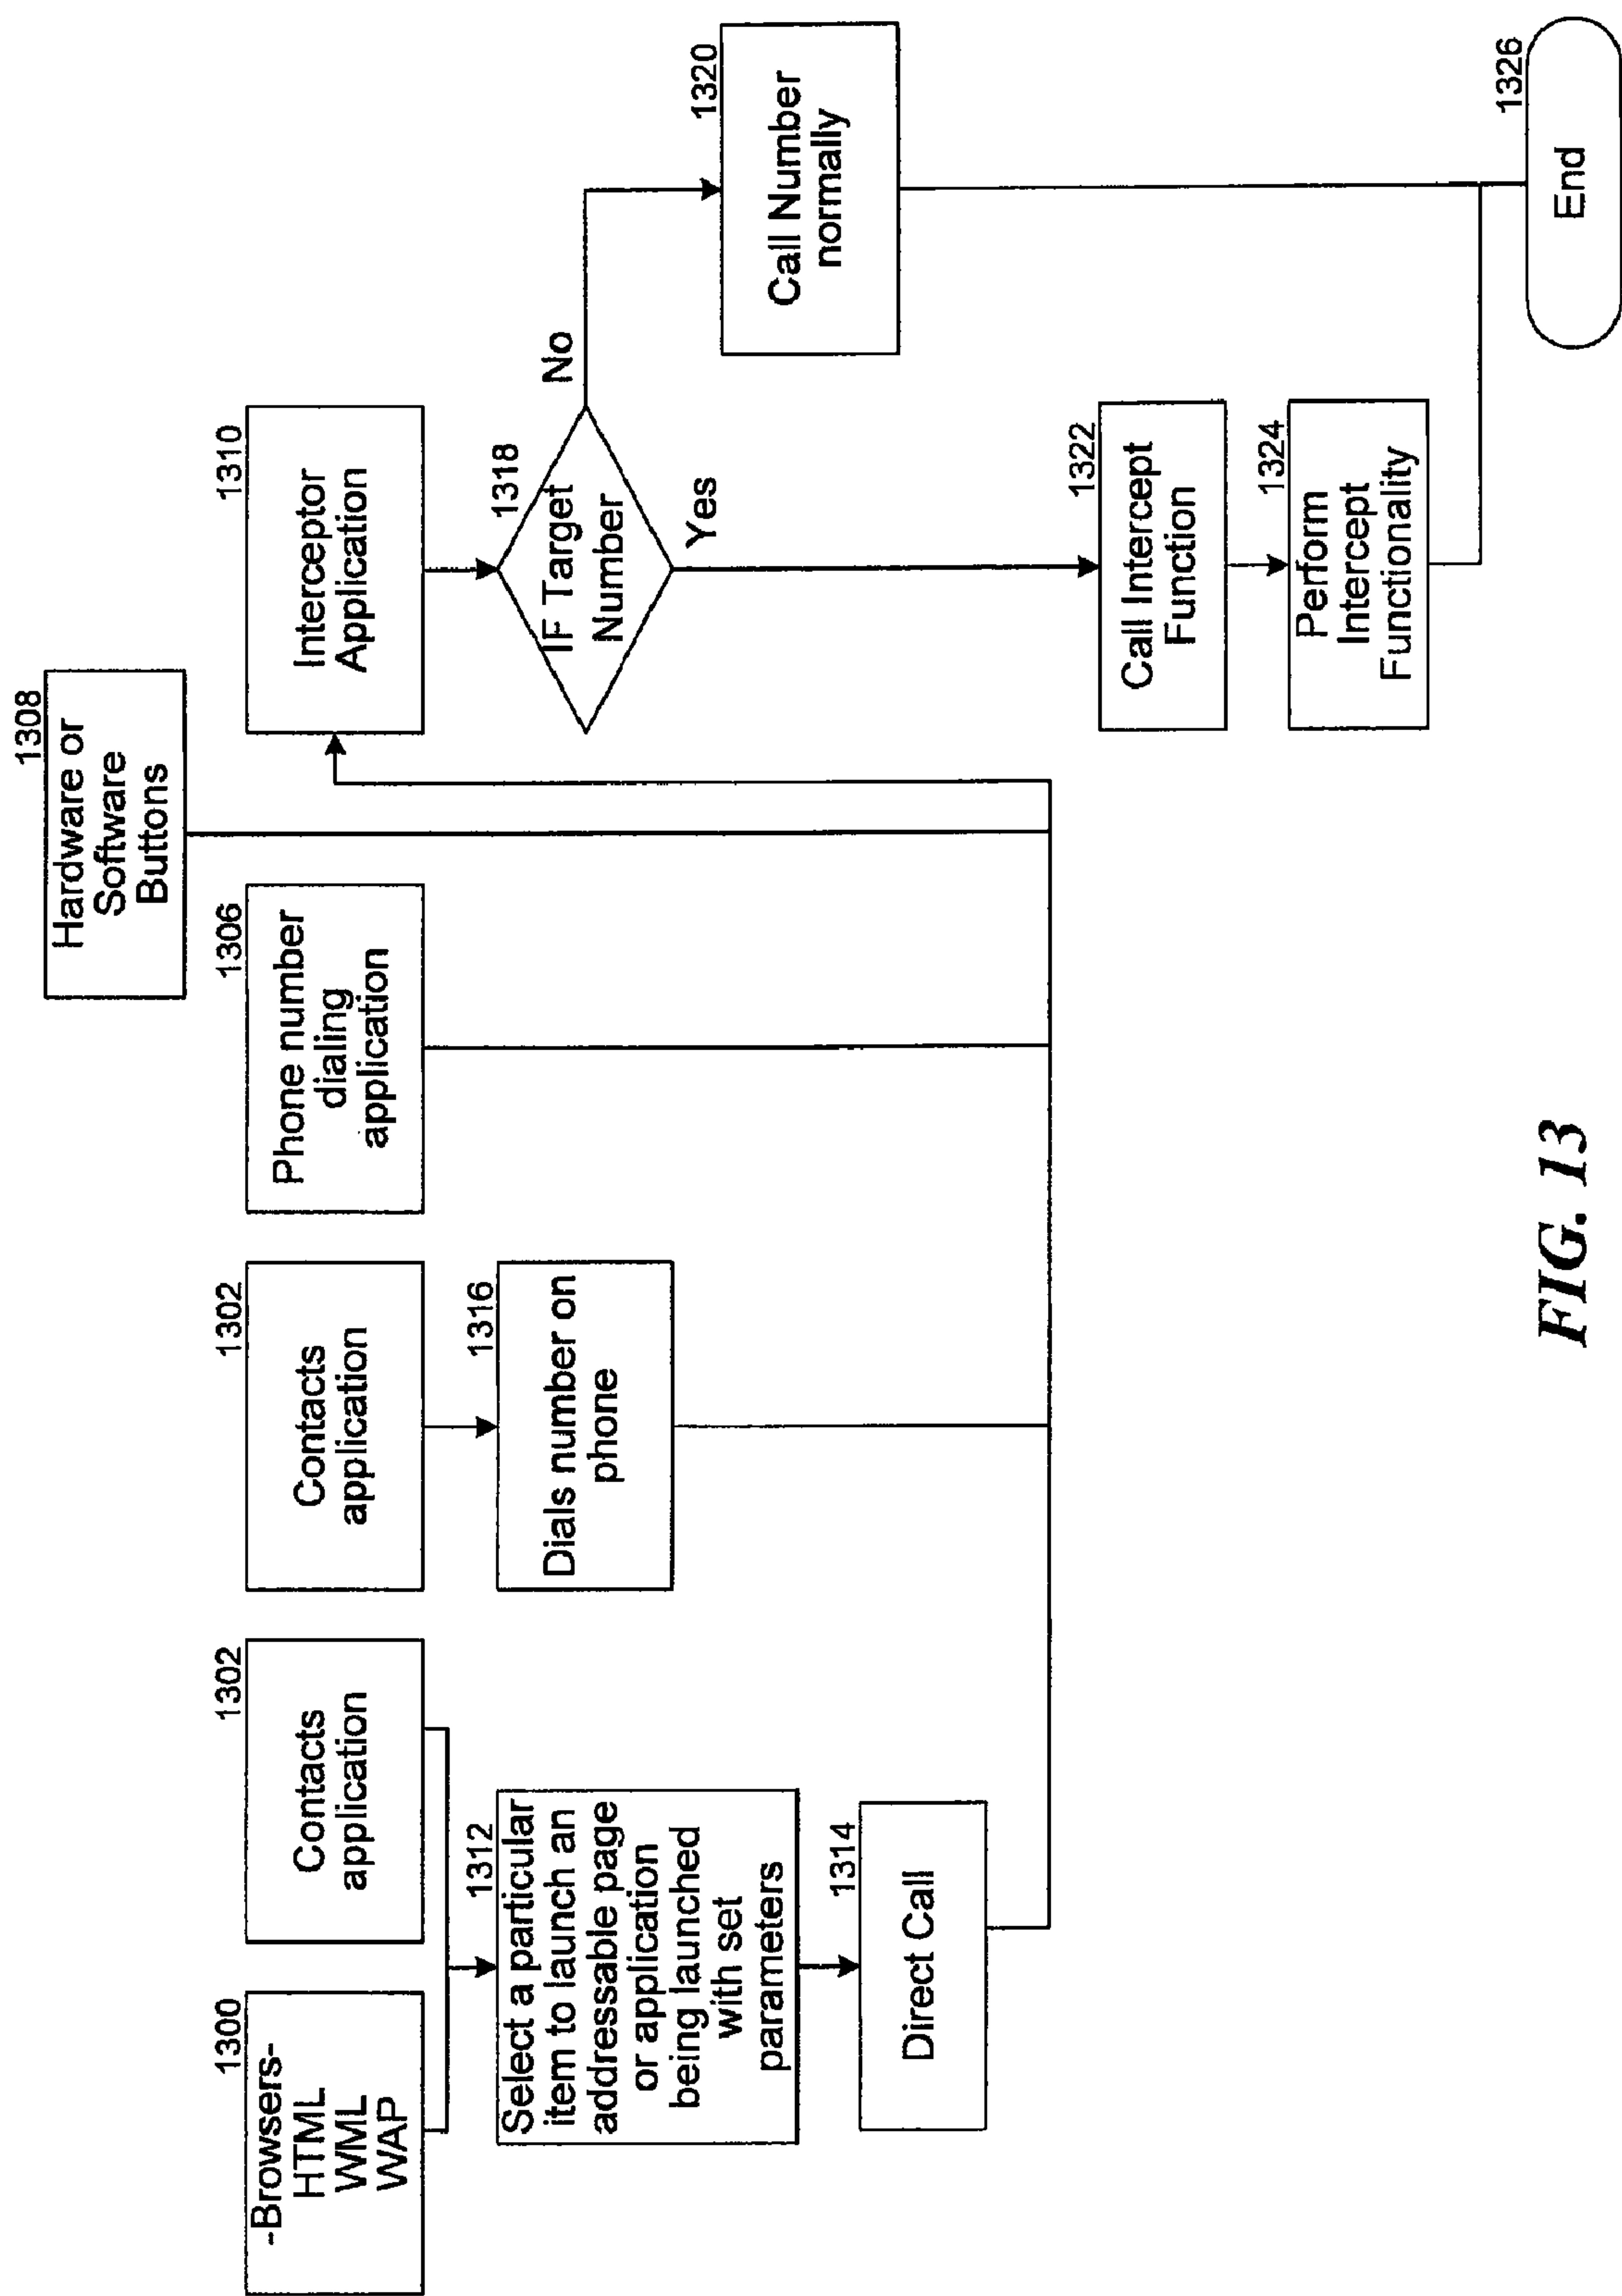 1300
-Browsers-
HTML
WML
WAP
1302
Contacts
application
1302
Contacts
application
1306
Phone number
dialing
application
1308
Hardware or
Software
Buttons
1310
Interceptor
Application
1312
Select a particular
item to launch an
addressable page
or application
being launched
with set
parameters
1314
Direct Call
1316
Dials number on
phone
1318
IF Target
Number
No
Yes
1320
Call Number
normally
1322
Call Intercept
Function
1324
Perform
Intercept
Functionality
1326
End
FIG. 13